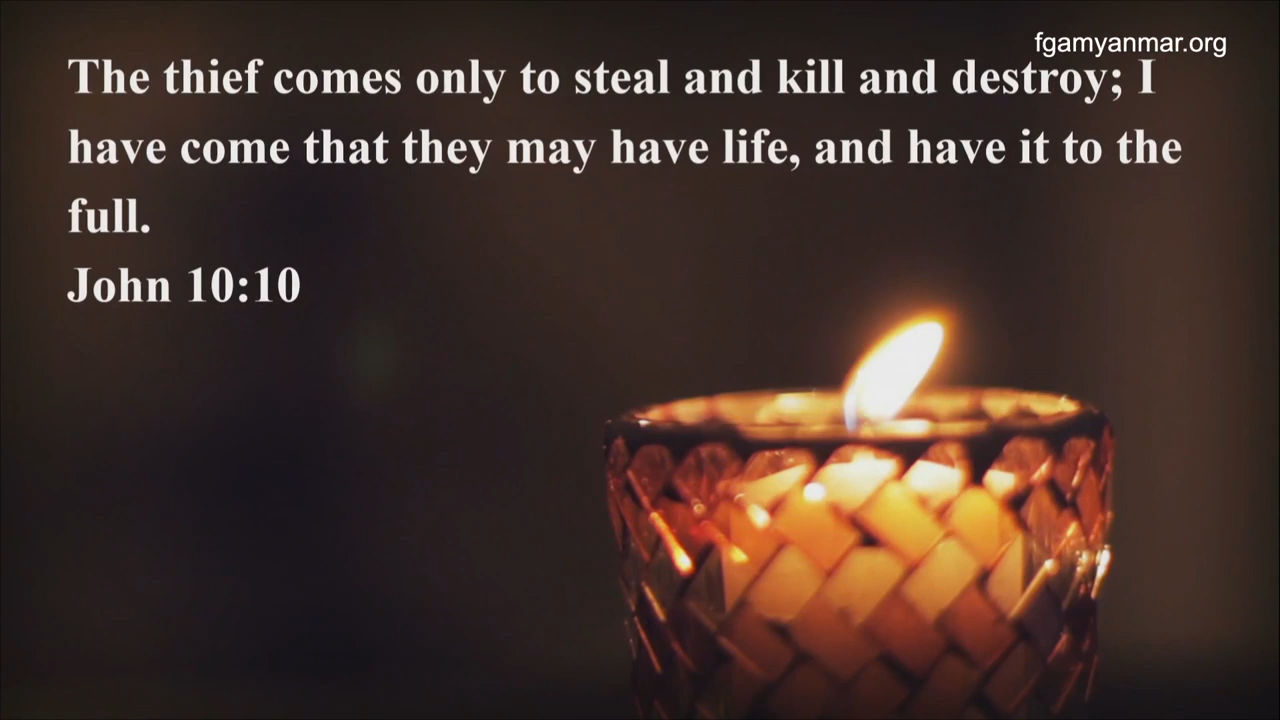 fgamyanmar.org
The thief comes only to steal and kill and destroy; I
have come that they may have life, and have it to the
full.
John 10:10